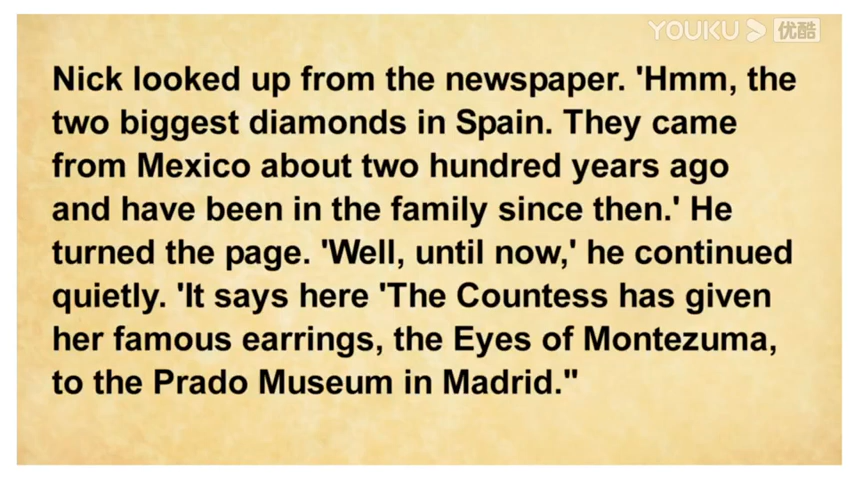 YOUKU 优酷
Nick looked up from the newspaper. 'Hmm, the
two biggest diamonds in Spain. They came
from Mexico about two hundred years ago
and have been in the family since then.' He
turned the page. 'Well, until now,' he continued
quietly. 'It says here 'The Countess has given
her famous earrings, the Eyes of Montezuma,
to the Prado Museum in Madrid."